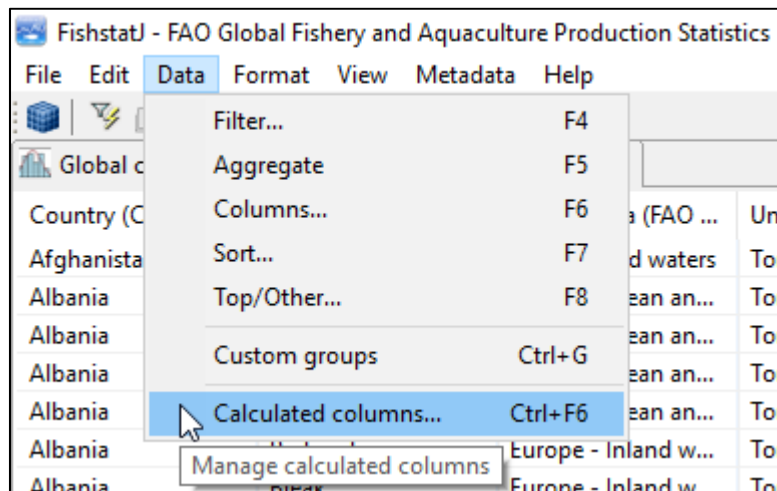 FishstatJ - FAO Global Fishery and Aquaculture Production Statistics
File Edit Data Format View Metadata Help
Filter... F4
Global c Aggregate F5
Country (C Columns... F6 a (FAO ... Un
Afghanista Sort... F7 d waters To
Albania Top/Other... F8 ean an... To
Albania ean an... To
Albania Custom groups Ctrl+G ean an... To
Albania Calculated columns... Ctrl+F6 ean an... To
Albania Europe - Inland w... To
Manage calculated columns
Albania Bleak Europe - Inland w... To